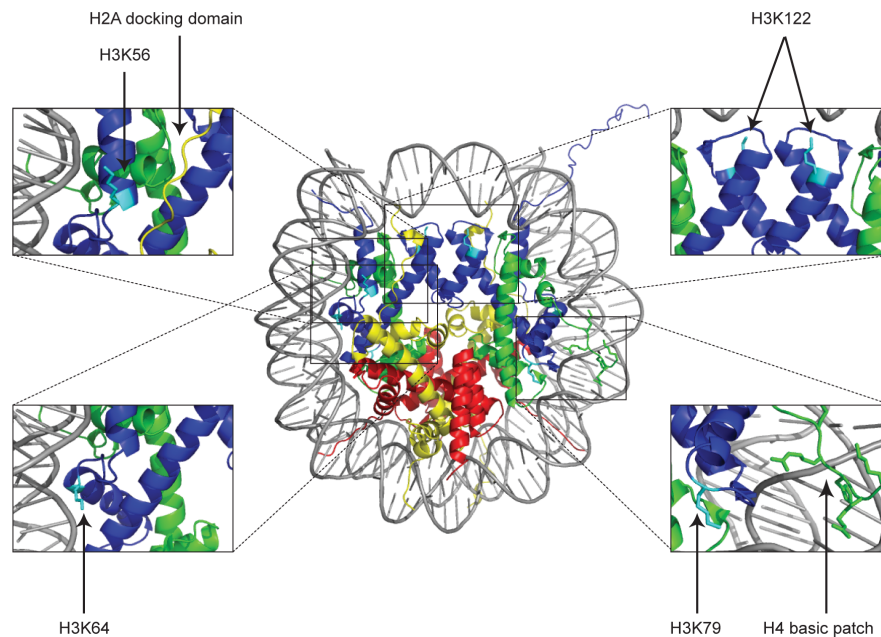 H2A docking domain
H3K56
H3K122
H3K64
H3K79
H4 basic patch